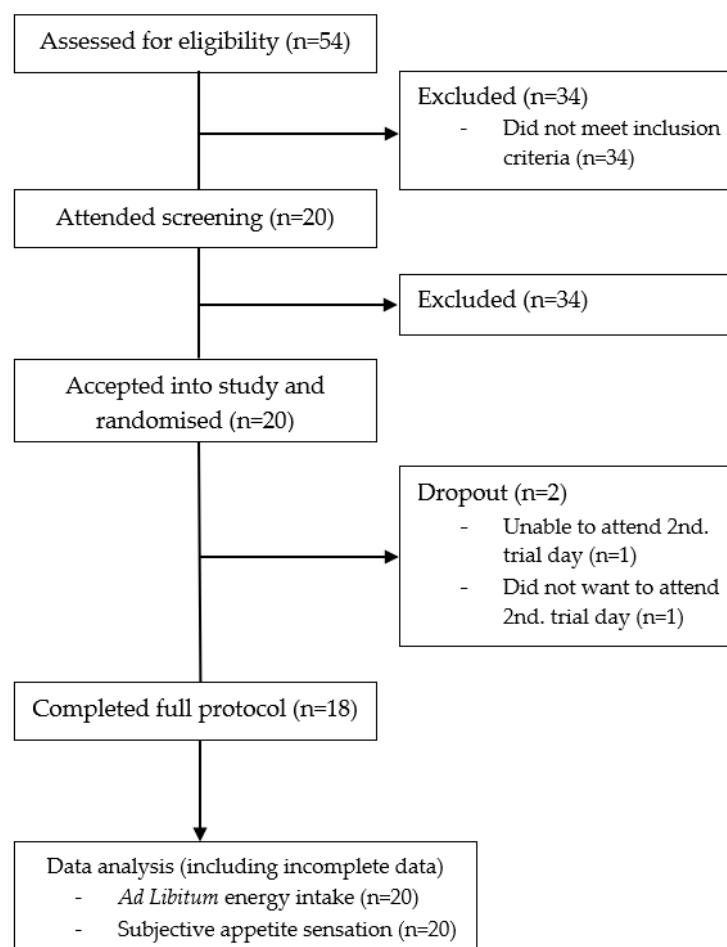 Assessed for eligibility (n=54)
Excluded (n=34)
- Did not meet inclusion
criteria (n=34)
Attended screening (n=20)
Excluded (n=34)
Accepted into study and
randomised (n=20)
Dropout (n=2)
- Unable to attend 2nd.
trial day (n=1)
- Did not want to attend
2nd. trial day (n=1)
Completed full protocol (n=18)
Data analysis (including incomplete data)
- Ad Libitum energy intake (n=20)
- Subjective appetite sensation (n=20)